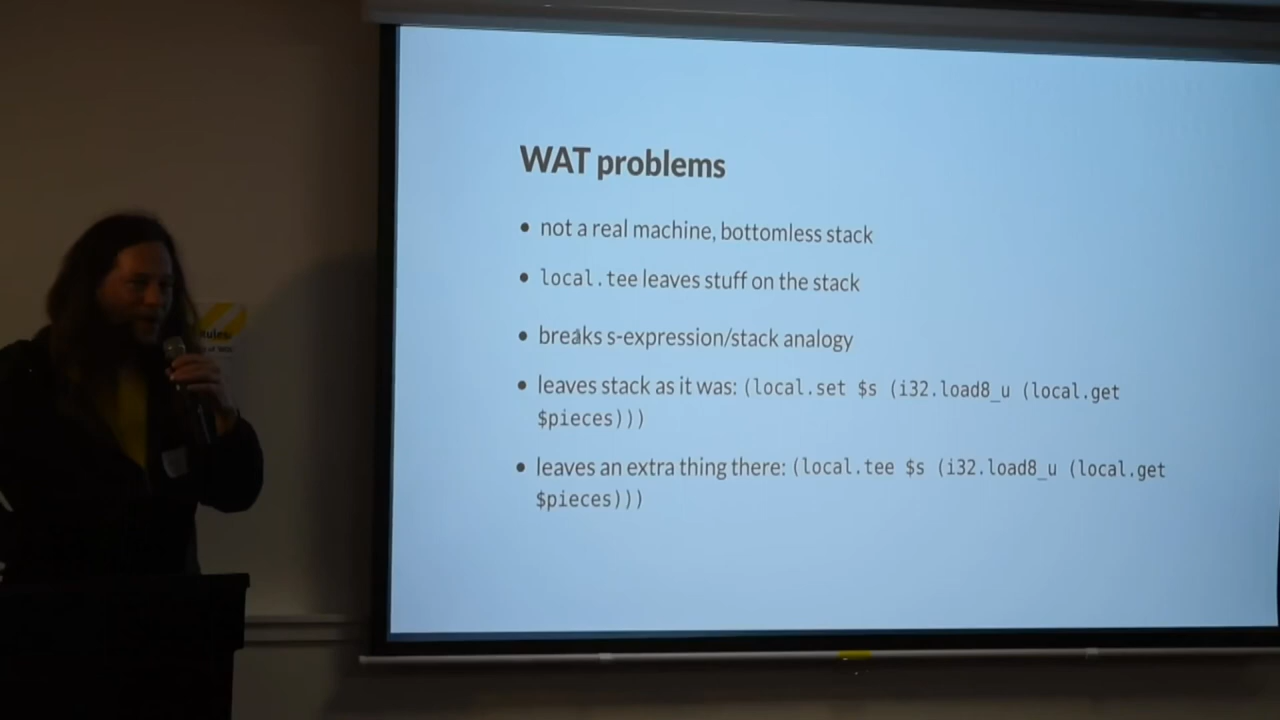 WAT problems
• not a real machine, bottomless stack
• local.tee leaves stuff on the stack
• breaks s-expression/stack analogy
• leaves stack as it was: (local.set $s (i32.load8_u (local.get
$pieces)))
• leaves an extra thing there: (local.tee $s (i32.load8_u (local.get
$pieces)))
Rules